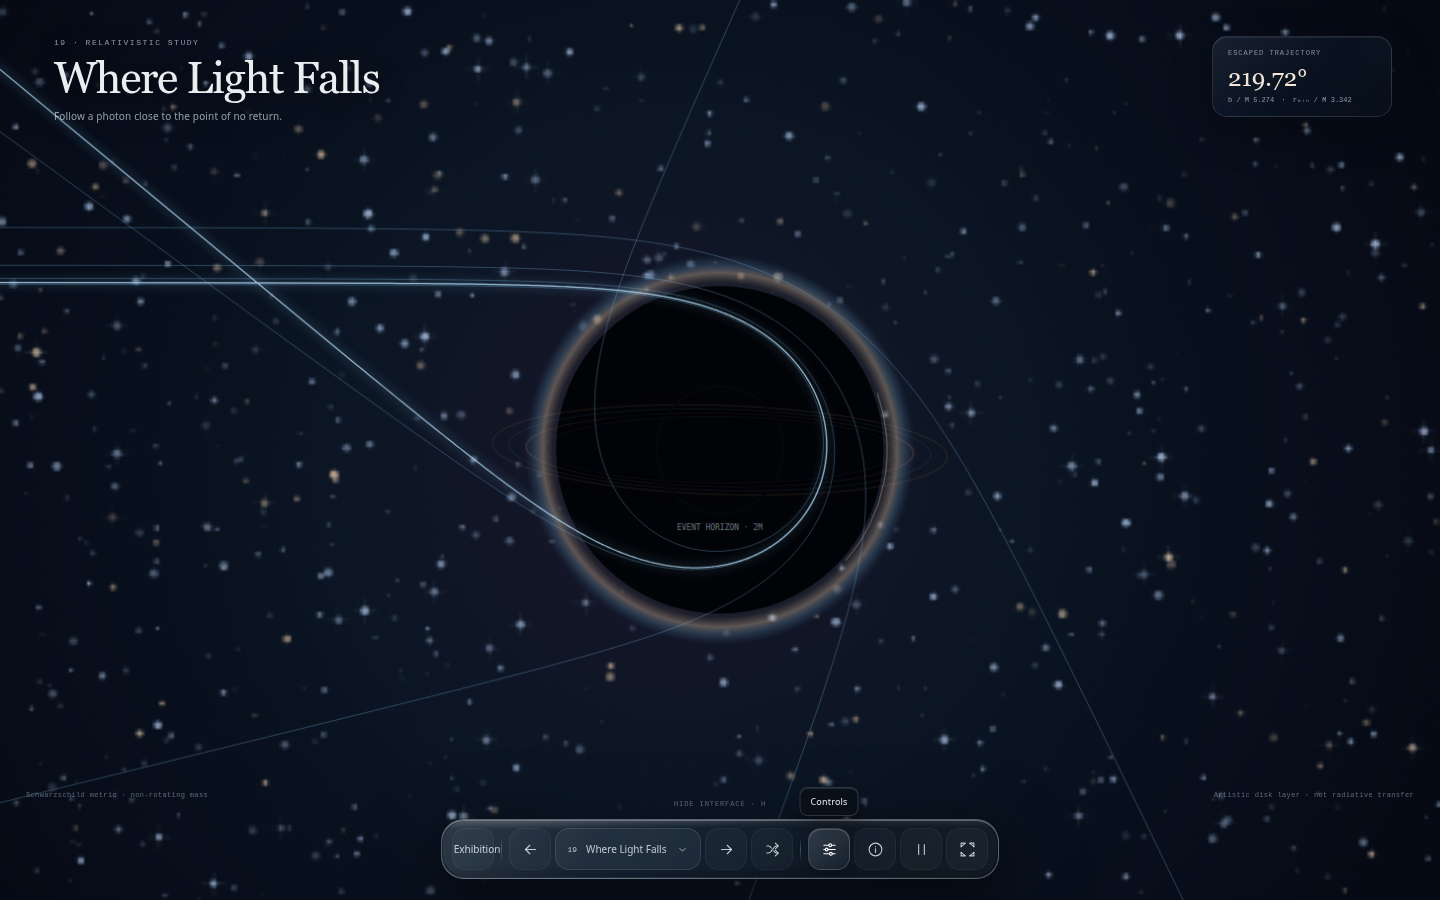 19 · RELATIVISTIC STUDY
Where Light Falls
Follow a photon close to the point of no return.
ESCAPED TRAJECTORY
219.72°
b / M 5.274 · rₘᵢₙ / M 3.342
EVENT HORIZON · 2M
Schwarzschild metric · non-rotating mass
Artistic disk layer · not radiative transfer
HIDE INTERFACE · H
Controls
Exhibition
19 Where Light Falls